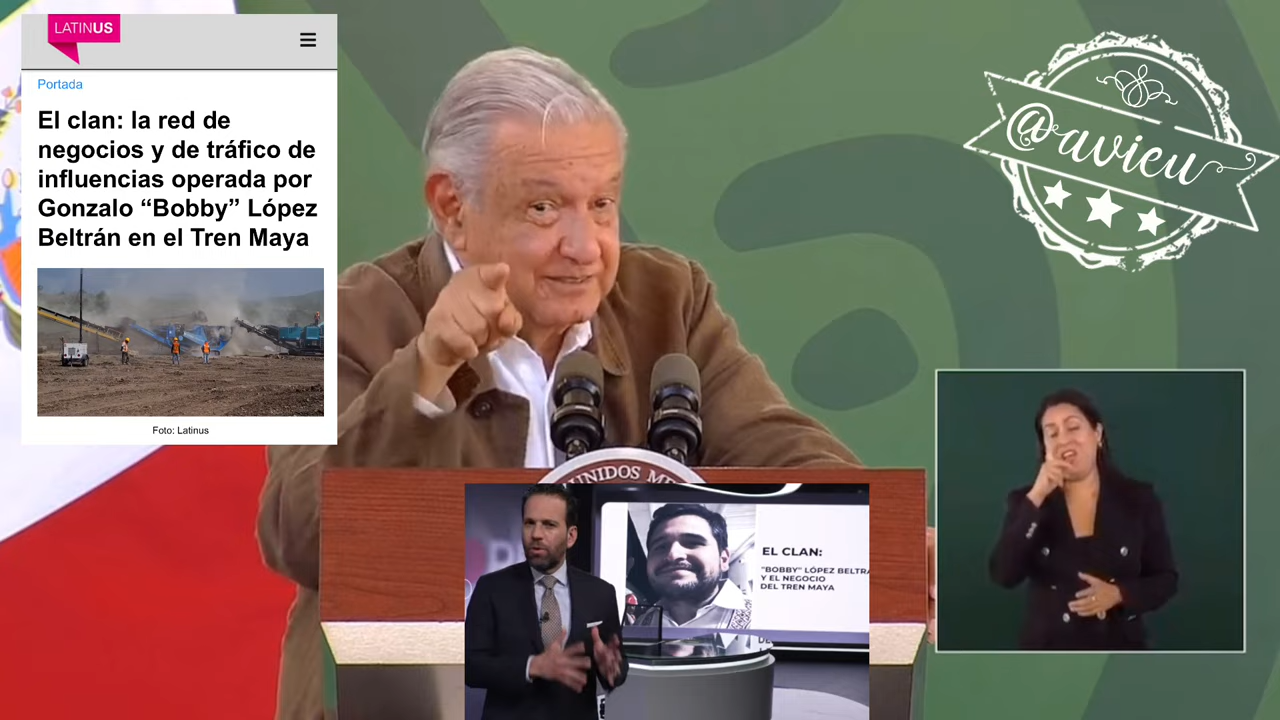 LATINUS
Portada
El clan: la red de
negocios y de tráfico de
influencias operada por
Gonzalo “Bobby” López
Beltrán en el Tren Maya
Foto: Latinus
@avieu
UNIDOS
EL CLAN:
"BOBBY" LÓPEZ BELTRA
Y EL NEGOCIO
DEL TREN MAYA